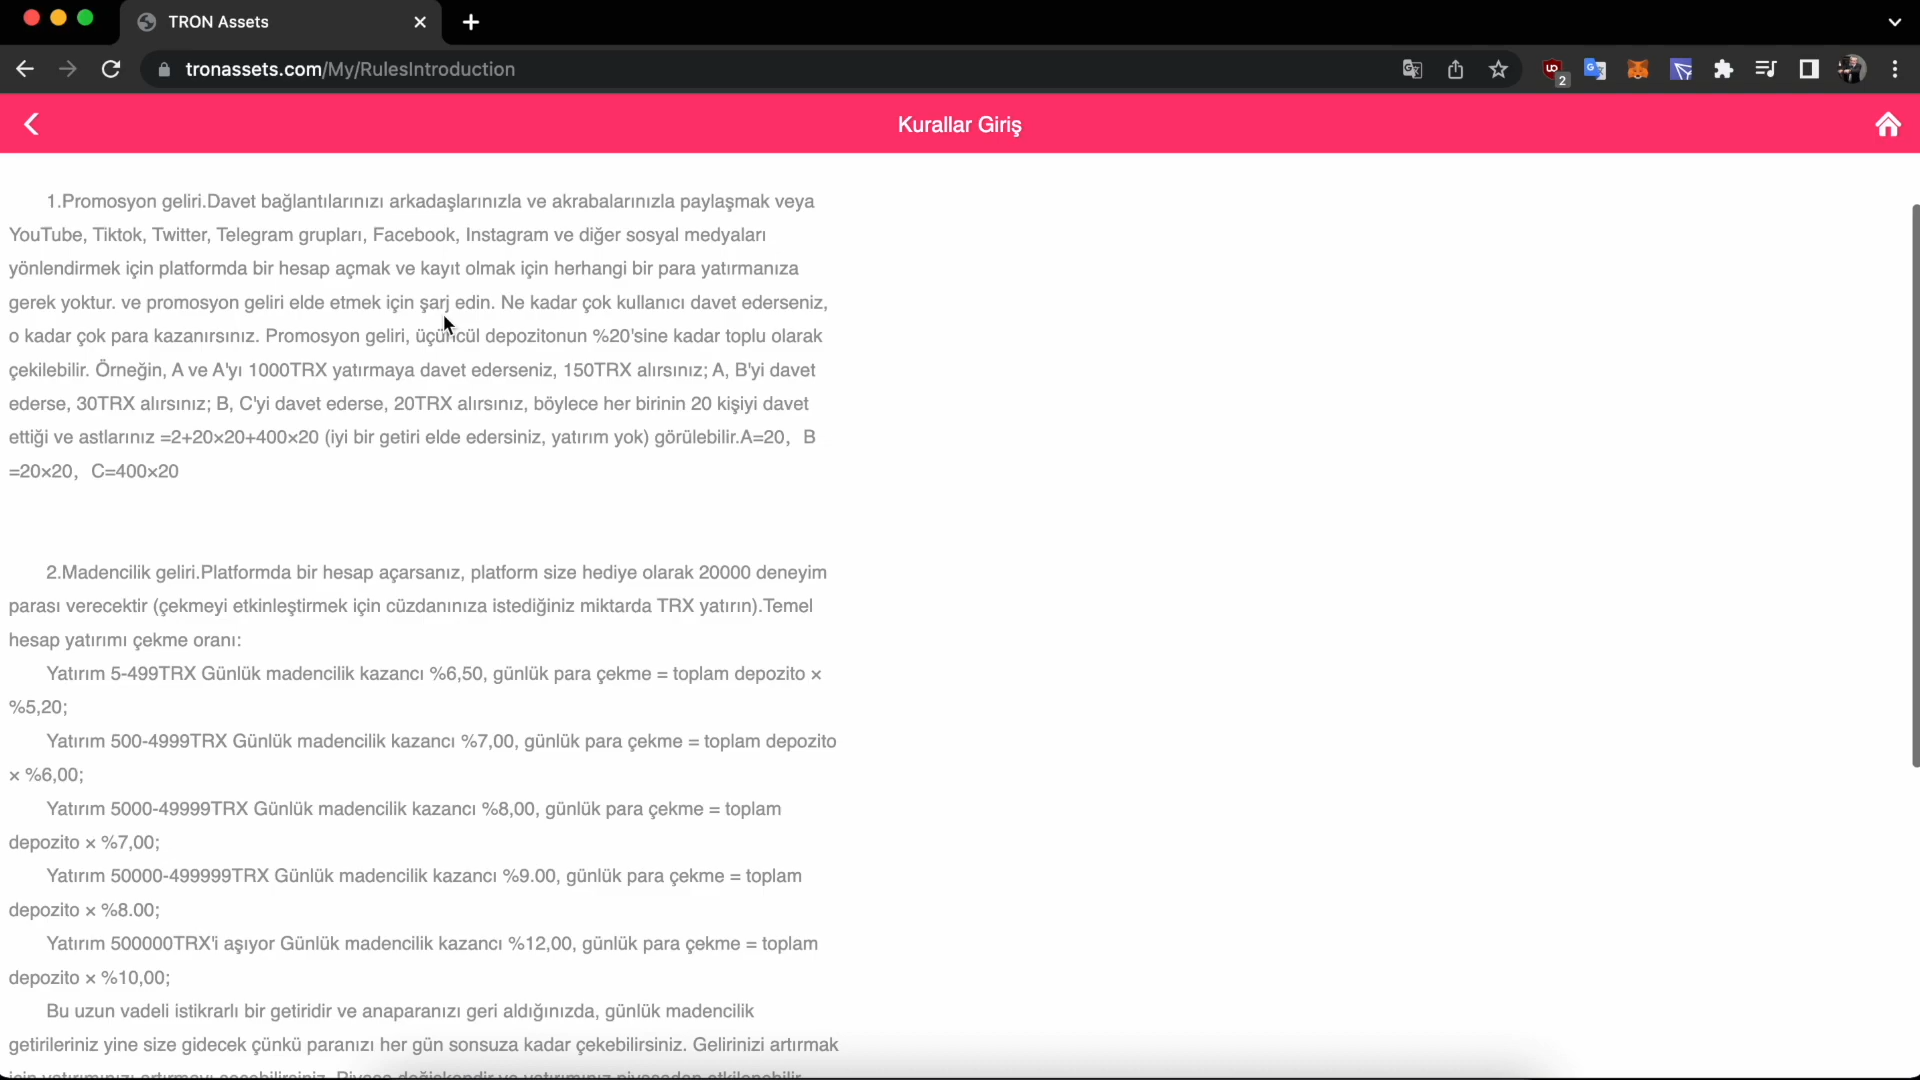 TRON Assets
tronassets.com/My/RulesIntroduction
2
Kurallar Giriş
1.Promosyon geliri.Davet bağlantılarınızı arkadaşlarınızla ve akrabalarınızla paylaşmak veya
YouTube, Tiktok, Twitter, Telegram grupları, Facebook, Instagram ve diğer sosyal medyaları
yönlendirmek için platformda bir hesap açmak ve kayıt olmak için herhangi bir para yatırmanıza
gerek yoktur. ve promosyon geliri elde etmek için şarj edin. Ne kadar çok kullanıcı davet ederseniz,
o kadar çok para kazanırsınız. Promosyon geliri, üçüncül depozitonun %20'sine kadar toplu olarak
çekilebilir. Örneğin, A ve A'yı 1000TRX yatırmaya davet ederseniz, 150TRX alırsınız; A, B'yi davet
ederse, 30TRX alırsınız; B, C'yi davet ederse, 20TRX alırsınız, böylece her birinin 20 kişiyi davet
ettiği ve astlarınız =2+20×20+400×20 (iyi bir getiri elde edersiniz, yatırım yok) görülebilir.A=20，B
=20×20，C=400×20
2.Madencilik geliri.Platformda bir hesap açarsanız, platform size hediye olarak 20000 deneyim
parası verecektir (çekmeyi etkinleştirmek için cüzdanınıza istediğiniz miktarda TRX yatırın).Temel
hesap yatırımı çekme oranı:
Yatırım 5-499TRX Günlük madencilik kazancı %6,50, günlük para çekme = toplam depozito ×
%5,20;
Yatırım 500-4999TRX Günlük madencilik kazancı %7,00, günlük para çekme = toplam depozito
× %6,00;
Yatırım 5000-49999TRX Günlük madencilik kazancı %8,00, günlük para çekme = toplam
depozito × %7,00;
Yatırım 50000-499999TRX Günlük madencilik kazancı %9.00, günlük para çekme = toplam
depozito × %8.00;
Yatırım 500000TRX'i aşıyor Günlük madencilik kazancı %12,00, günlük para çekme = toplam
depozito × %10,00;
Bu uzun vadeli istikrarlı bir getiridir ve anaparanızı geri aldığınızda, günlük madencilik
getirileriniz yine size gidecek çünkü paranızı her gün sonsuza kadar çekebilirsiniz. Gelirinizi artırmak
için yatırımınızı artırmayı seçebilirsiniz. Piyasa değişkendir ve yatırımınız piyasadan etkilenebilir